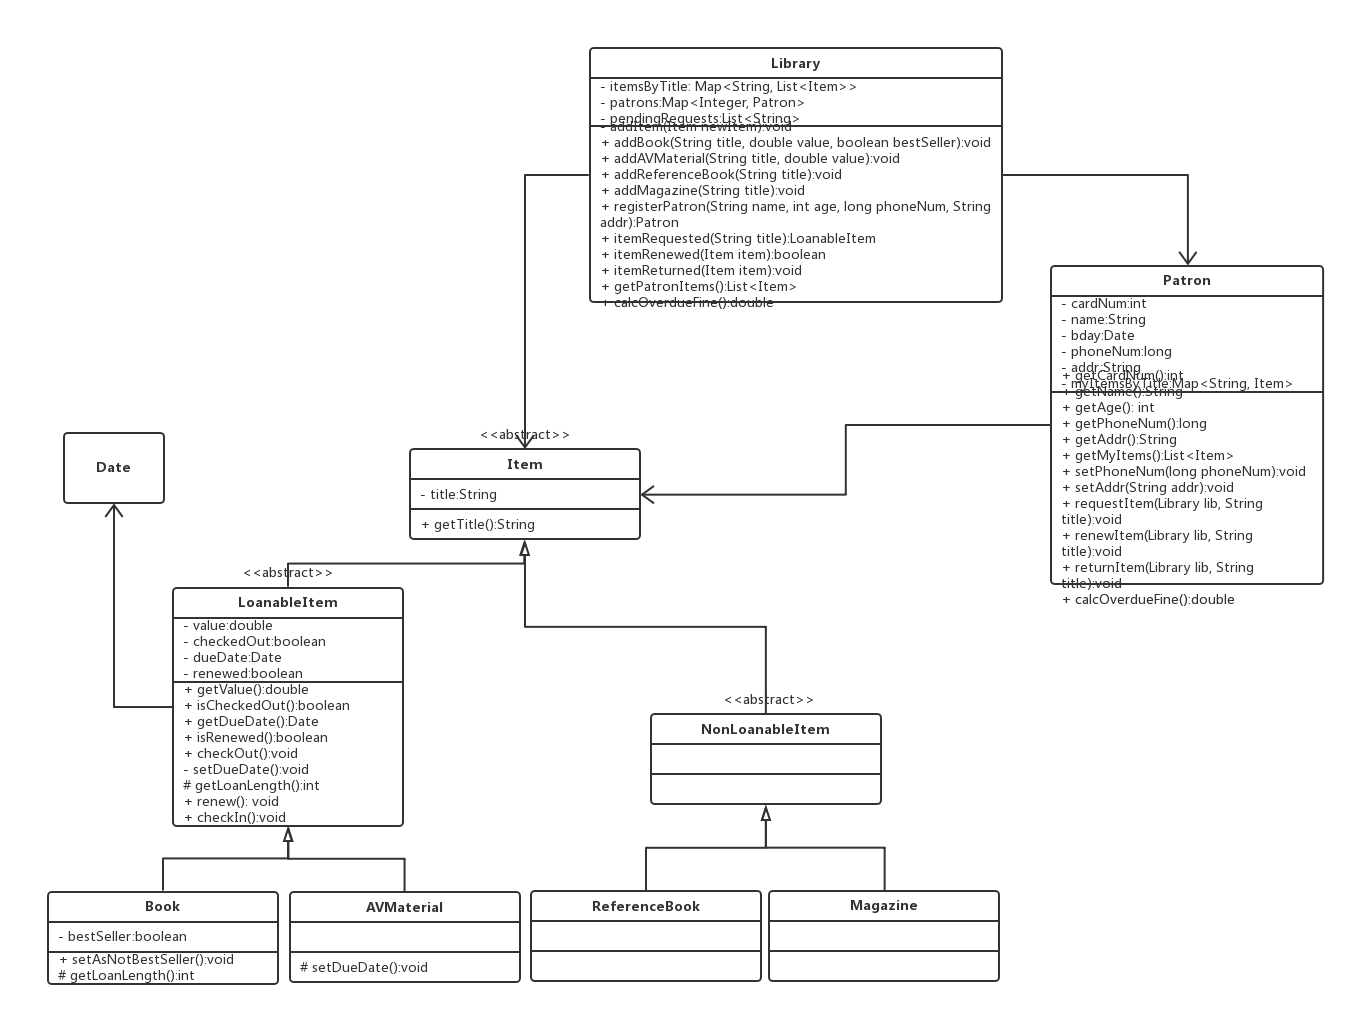 Library
- itemsByTitle: Map<String, List<Item>>
- patrons:Map<Integer, Patron>
- pendingRequests:List<String>
- addItem(Item newItem):void
+ addBook(String title, double value, boolean bestSeller):void
+ addAVMaterial(String title, double value):void
+ addReferenceBook(String title):void
+ addMagazine(String title):void
+ registerPatron(String name, int age, long phoneNum, String
addr):Patron
+ itemRequested(String title):LoanableItem
+ itemRenewed(Item item):boolean
+ itemReturned(Item item):void
+ getPatronItems():List<Item>
+ calcOverdueFine():double
Patron
- cardNum:int
- name:String
- bday:Date
- phoneNum:long
- addr:String
- myItemsByTitle:Map<String, Item>
+ getCardNum():int
+ getName():String
+ getAge(): int
+ getPhoneNum():long
+ getAddr():String
+ getMyItems():List<Item>
+ setPhoneNum(long phoneNum):void
+ setAddr(String addr):void
+ requestItem(Library lib, String
title):void
+ renewItem(Library lib, String
title):void
+ returnItem(Library lib, String
title):void
+ calcOverdueFine():double
Date
<<abstract>>
Item
- title:String
+ getTitle():String
<<abstract>>
LoanableItem
- value:double
- checkedOut:boolean
- dueDate:Date
- renewed:boolean
+ getValue():double
+ isCheckedOut():boolean
+ getDueDate():Date
+ isRenewed():boolean
+ checkOut():void
- setDueDate():void
# getLoanLength():int
+ renew(): void
+ checkIn():void
<<abstract>>
NonLoanableItem
Book
- bestSeller:boolean
+ setAsNotBestSeller():void
# getLoanLength():int
AVMaterial
# setDueDate():void
ReferenceBook
Magazine